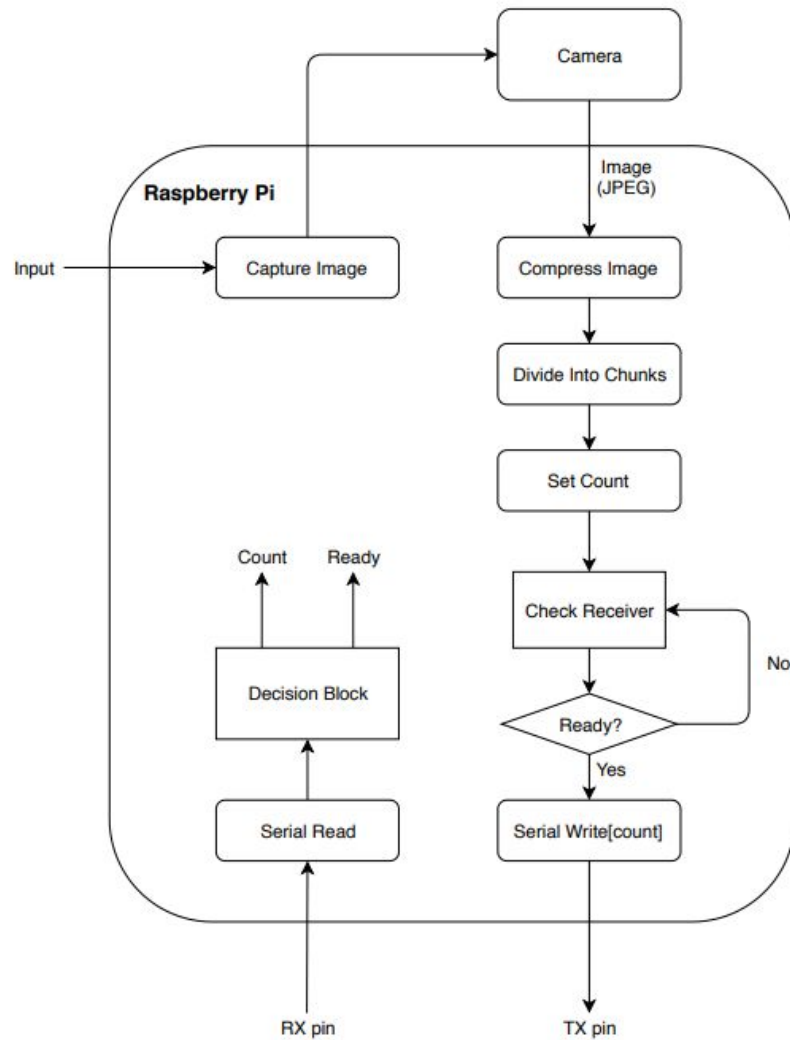 Camera
Image
(JPEG)
Raspberry Pi
Input
Capture Image
Compress Image
Divide Into Chunks
Set Count
Count
Ready
Check Receiver
No
Decision Block
Ready?
Yes
Serial Read
Serial Write[count]
RX pin
TX pin